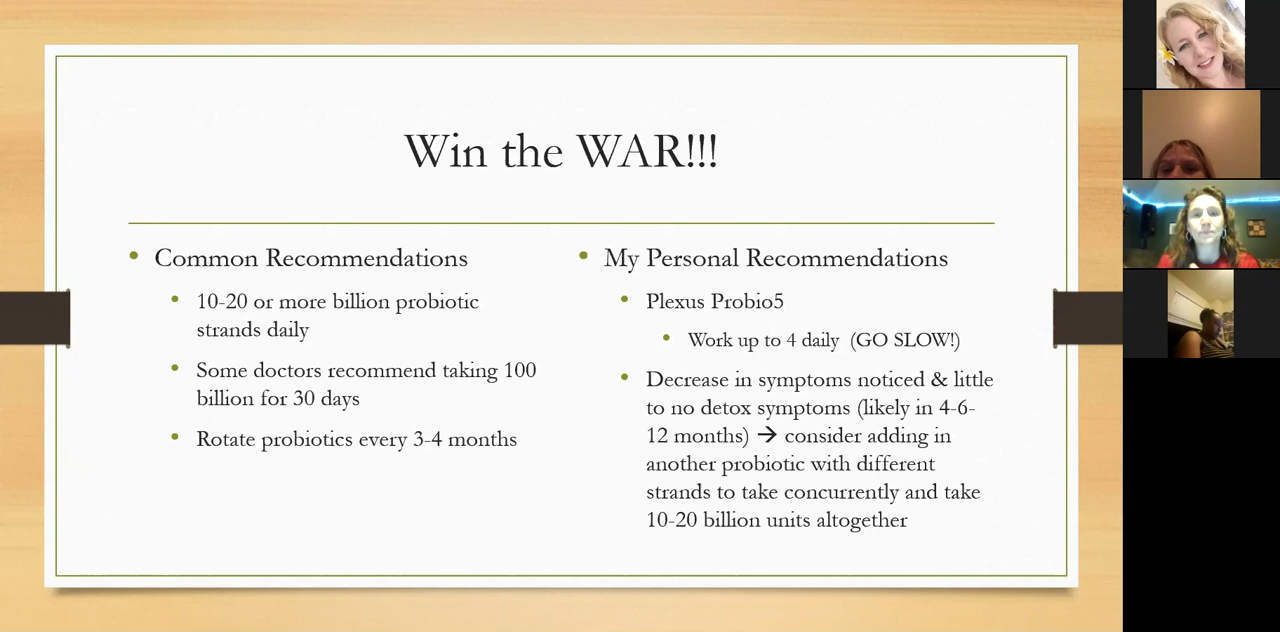 Win the WAR!!!
• Common Recommendations
• 10-20 or more billion probiotic
strands daily
• Some doctors recommend taking 100
billion for 30 days
• Rotate probiotics every 3-4 months
• My Personal Recommendations
• Plexus Probio5
• Work up to 4 daily (GO SLOW!)
• Decrease in symptoms noticed & little
to no detox symptoms (likely in 4-6-
12 months) → consider adding in
another probiotic with different
strands to take concurrently and take
10-20 billion units altogether